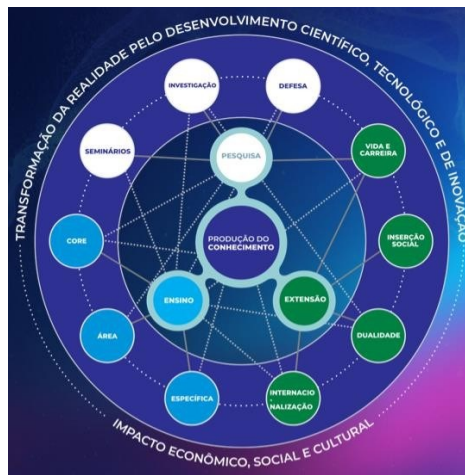 TRANSFORMAÇÃO DA REALIDADE PELO DESENVOLVIMENTO CIENTÍFICO, TECNOLÓGICO E DE INOVAÇÃO
INVESTIGAÇÃO
DEFESA
SEMINÁRIOS
PESQUISA
VIDA E
CARREIRA
CORE
PRODUÇÃO DO
CONHECIMENTO
INSERÇÃO
SOCIAL
ENSINO
EXTENSÃO
ÁREA
DUALIDADE
ESPECÍFICA
INTERNACIO
.NALIZAÇÃO
IMPACTO ECONÔMICO, SOCIAL E CULTURAL